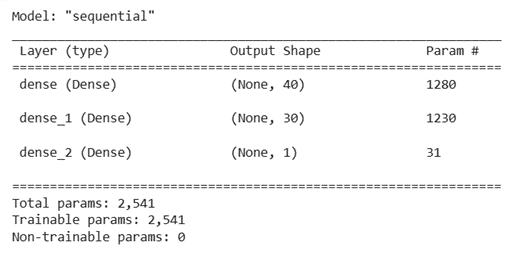 Model: "sequential"
_________________________________________________________________
Layer (type) Output Shape Param #
=================================================================
dense (Dense) (None, 40) 1280
dense_1 (Dense) (None, 30) 1230
dense_2 (Dense) (None, 1) 31
=================================================================
Total params: 2,541
Trainable params: 2,541
Non-trainable params: 0